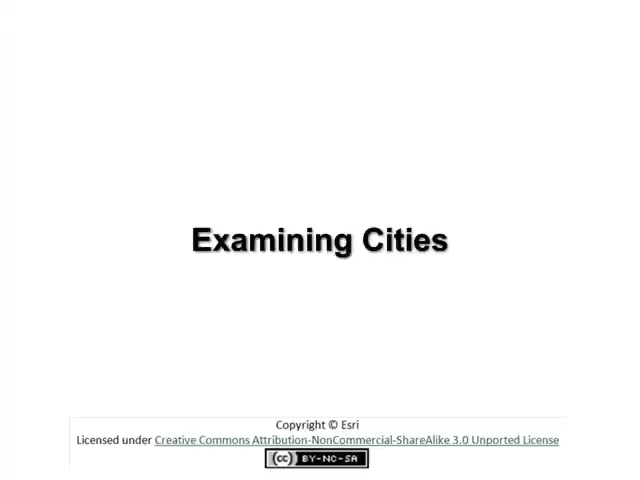 Examining Cities
Copyright © Esri
Licensed under Creative Commons Attribution-NonCommercial-ShareAlike 3.0 Unported License
(cc) BY-NC-SA